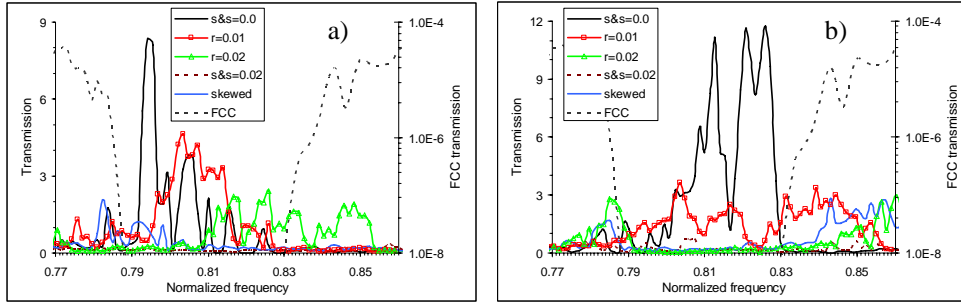 a)
s&s=0.0
r=0.01
r=0.02
s&s=0.02
skewed
FCC
Transmission
9
6
3
0
0.77
0.79
0.81
0.83
0.85
Normalized frequency
1.0E-4
1.0E-6
1.0E-8
FCC transmission
b)
s&s=0.0
r=0.01
r=0.02
s&s=0.02
skewed
FCC
Transmission
12
9
6
3
0
0.77
0.79
0.81
0.83
0.85
Normalized frequency
1.0E-4
1.0E-6
1.0E-8
FCC transmission